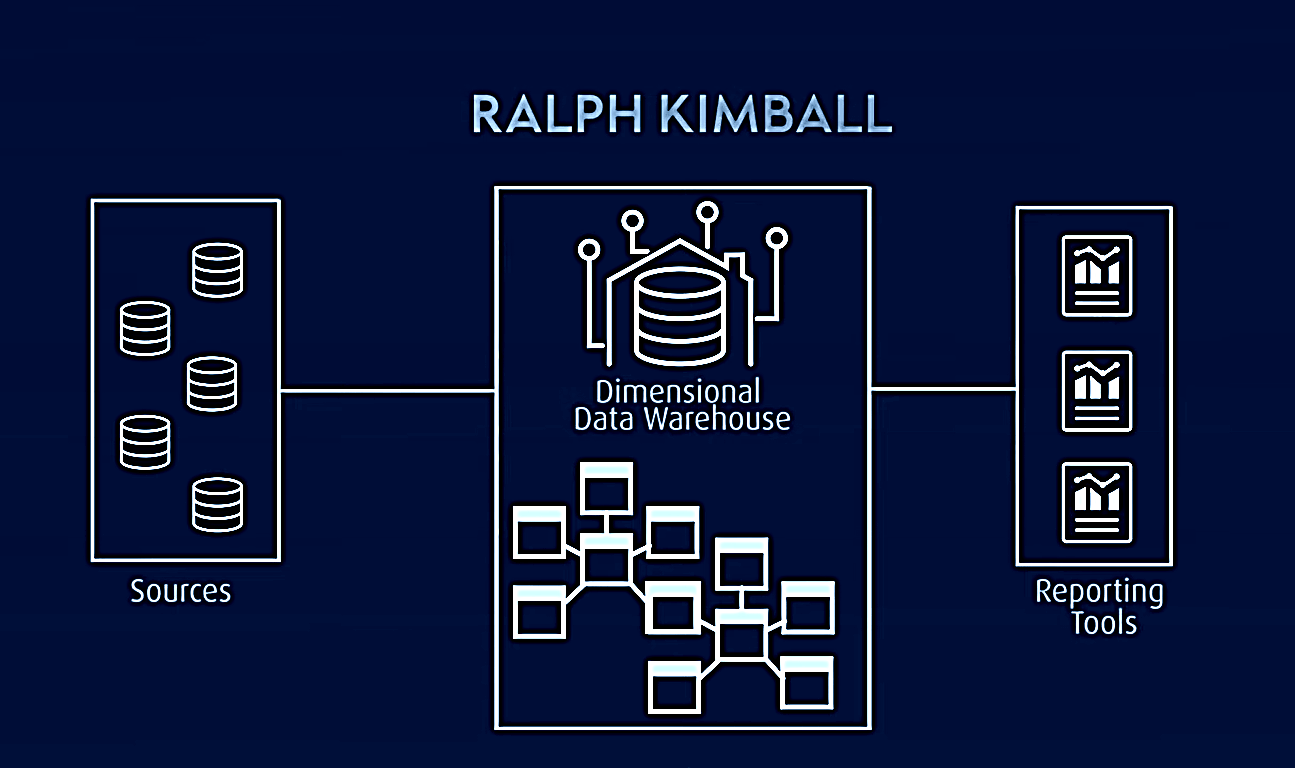 RALPH KIMBALL
Dimensional
Data Warehouse
Sources
Reporting
Tools